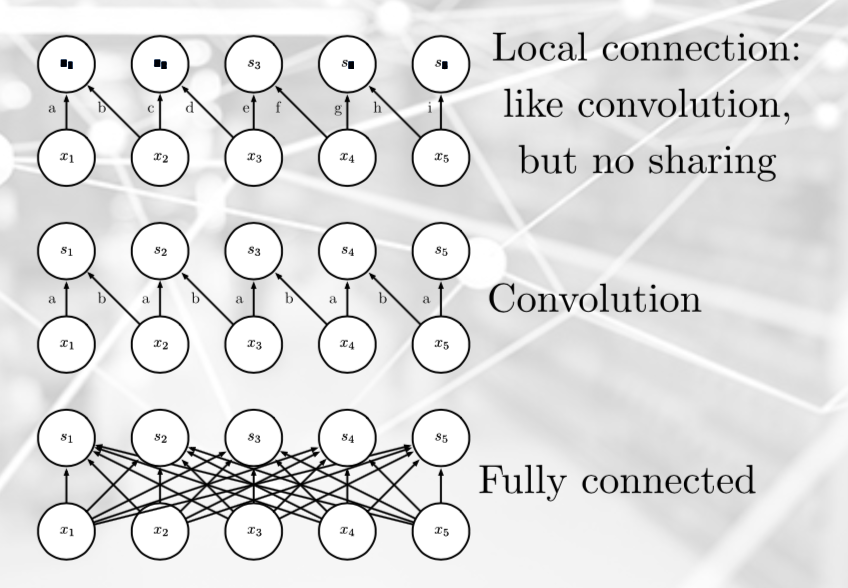 s₃ s s
a b c d e f g h i
x₁ x₂ x₃ x₄ x₅
Local connection:
like convolution,
but no sharing
s₁ s₂ s₃ s₄ s₅
a b a b a b a b a
x₁ x₂ x₃ x₄ x₅
Convolution
s₁ s₂ s₃ s₄ s₅
x₁ x₂ x₃ x₄ x₅
Fully connected